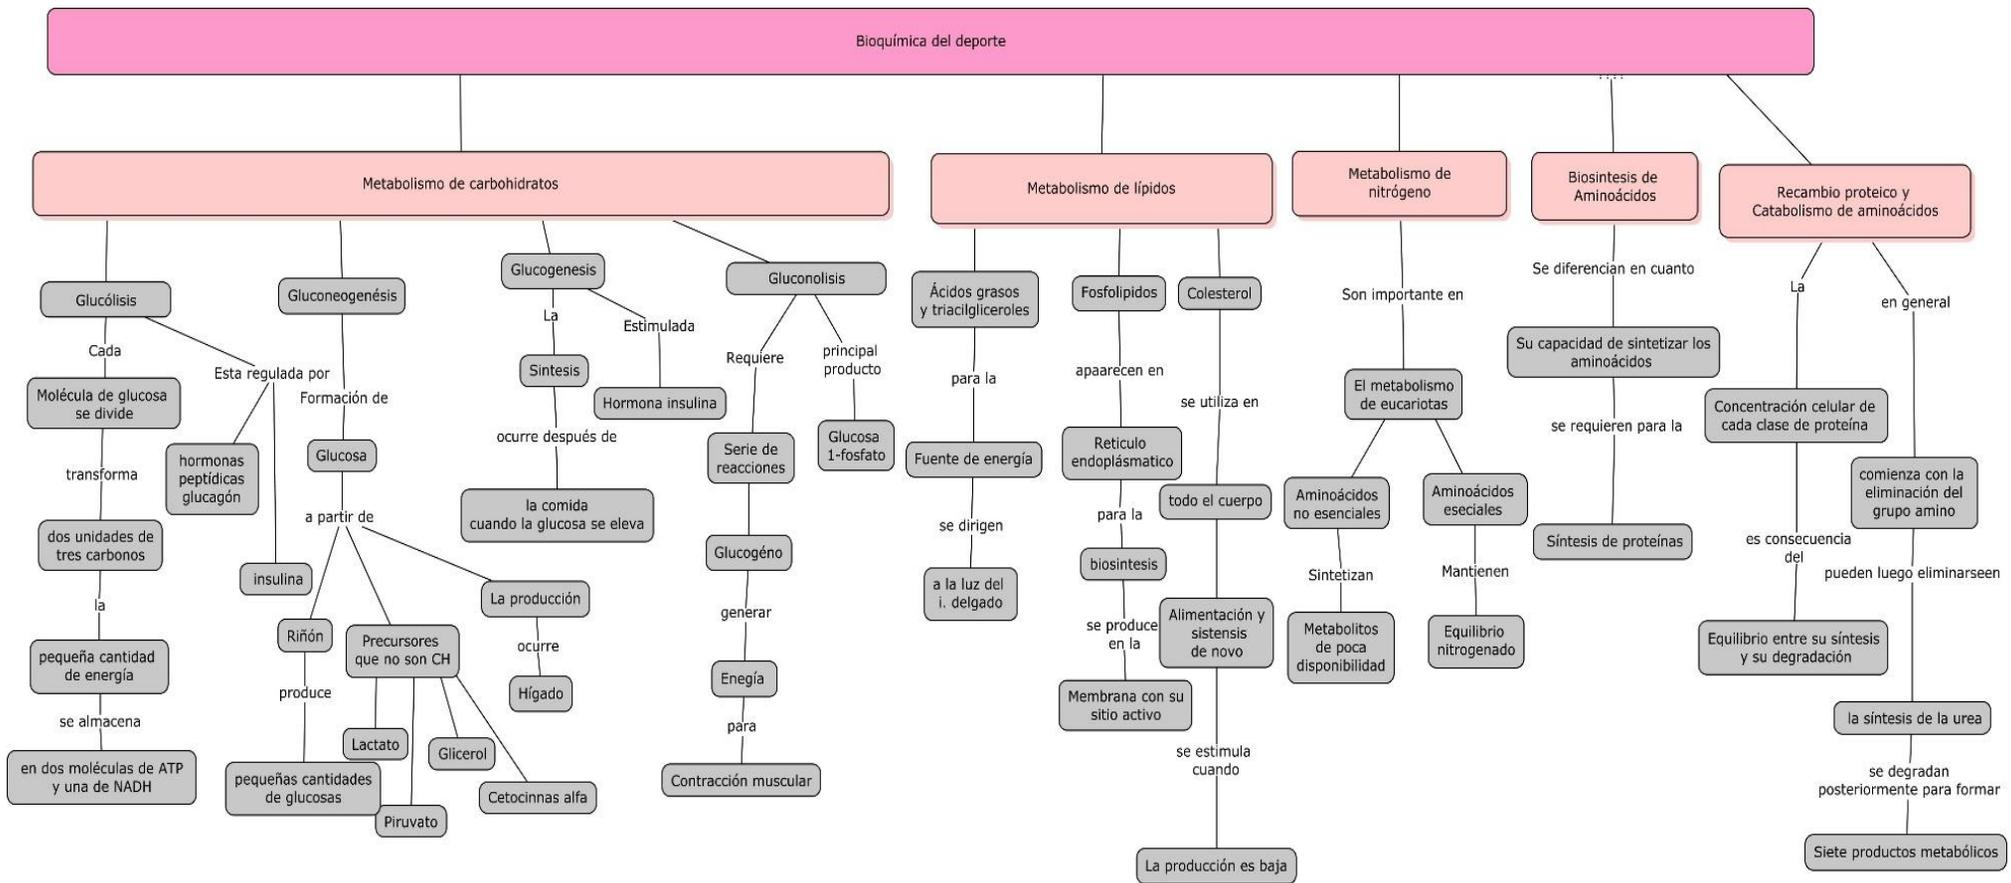 Bioquímica del deporte
Metabolismo de carbohidratos
Glucólisis
Cada
Molécula de glucosa
se divide
transforma
dos unidades de
tres carbonos
la
pequeña cantidad
de energía
se almacena
en dos moléculas de ATP
y una de NADH
Esta regulada por
hormonas
peptídicas
glucagón
insulina
Gluconeogenésis
Formación de
Glucosa
a partir de
Riñón
produce
pequeñas cantidades
de glucosas
Precursores
que no son CH
Lactato
Piruvato
Glicerol
Cetocinnas alfa
La producción
ocurre
Hígado
Glucogenesis
La
Sintesis
ocurre después de
la comida
cuando la glucosa se eleva
Estimulada
Hormona insulina
Gluconolisis
Requiere
Serie de
reacciones
Glucogéno
generar
Enegía
para
Contracción muscular
principal
producto
Glucosa
1-fosfato
Metabolismo de lípidos
Ácidos grasos
y triacilgliceroles
para la
Fuente de energía
se dirigen
a la luz del
i. delgado
Fosfolipidos
apaarecen en
Reticulo
endoplásmatico
para la
biosintesis
se produce
en la
Membrana con su
sitio activo
Colesterol
se utiliza en
todo el cuerpo
Alimentación y
sistensis
de novo
se estimula
cuando
La producción es baja
Metabolismo de
nitrógeno
Son importante en
El metabolismo
de eucariotas
Aminoácidos
no esenciales
Sintetizan
Metabolitos
de poca
disponibilidad
Aminoácidos
eseciales
Mantienen
Equilibrio
nitrogenado
Biosintesis de
Aminoácidos
Se diferencian en cuanto
Su capacidad de sintetizar los
aminoácidos
se requieren para la
Síntesis de proteínas
Recambio proteico y
Catabolismo de aminoácidos
La
Concentración celular de
cada clase de proteína
es consecuencia
del
Equilibrio entre su síntesis
y su degradación
en general
comienza con la
eliminación del
grupo amino
pueden luego eliminarseen
la síntesis de la urea
se degradan
posteriormente para formar
Siete productos metabólicos